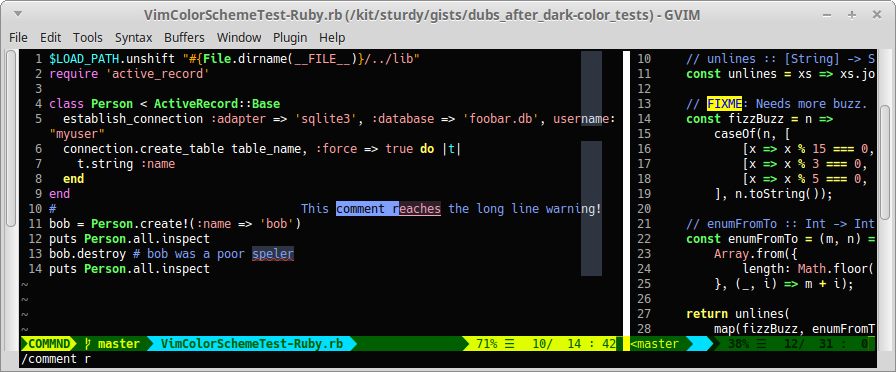 VimColorSchemeTest-Ruby.rb (/kit/sturdy/gists/dubs_after_dark-color_tests) - GVIM
File Edit Tools Syntax Buffers Window Plugin Help
1 $LOAD_PATH.unshift "#{File.dirname(__FILE__)}/../lib"
2 require 'active_record'
3
4 class Person < ActiveRecord::Base
5   establish_connection :adapter => 'sqlite3', :database => 'foobar.db', username:
"myuser"
6   connection.create_table table_name, :force => true do |t|
7     t.string :name
8   end
9 end
10 #                                   This comment reaches the long line warning!
11 bob = Person.create!(:name => 'bob')
12 puts Person.all.inspect
13 bob.destroy # bob was a poor speler
14 puts Person.all.inspect
~
~
~
~
COMMND master VimColorSchemeTest-Ruby.rb 71% ☰ 10/ 14 : 42
/comment r
10 // unlines :: [String] -> S
11 const unlines = xs => xs.jo
12
13 // FIXME: Needs more buzz.
14 const fizzBuzz = n =>
15     caseOf(n, [
16         [x => x % 15 === 0,
17         [x => x % 3 === 0,
18         [x => x % 5 === 0,
19     ], n.toString());
20
21 // enumFromTo :: Int -> Int
22 const enumFromTo = (m, n) =
23     Array.from({
24         length: Math.floor(
25     }, (_, i) => m + i);
26
27 return unlines(
28     map(fizzBuzz, enumFromT
<master 38% ☰ 12/ 31 : 0